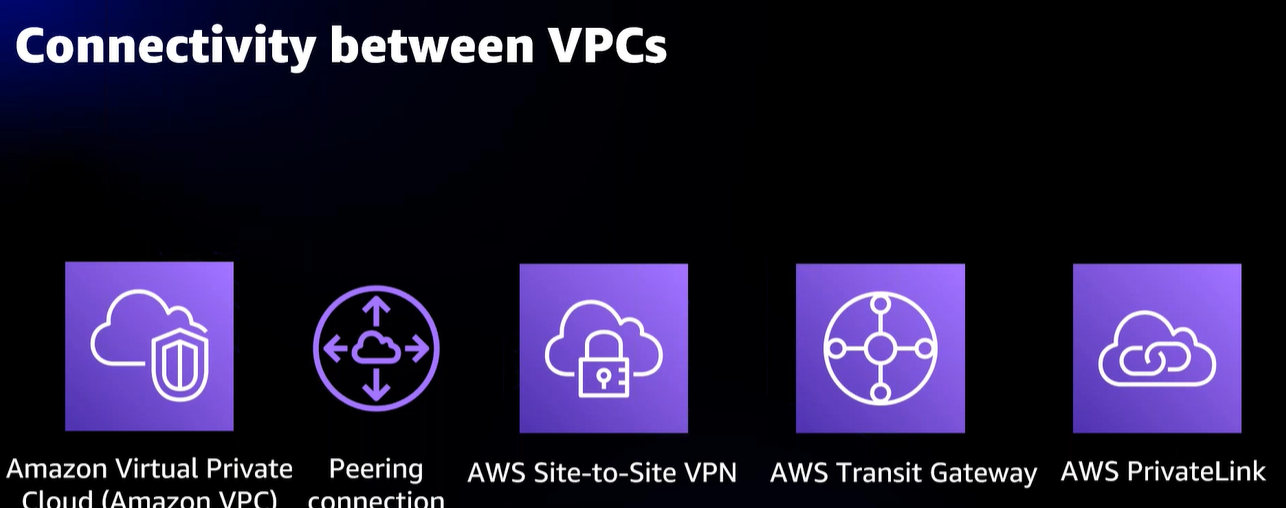 Connectivity between VPCs
Amazon Virtual Private
Cloud (Amazon VPC)
Peering
connection
AWS Site-to-Site VPN
AWS Transit Gateway
AWS PrivateLink